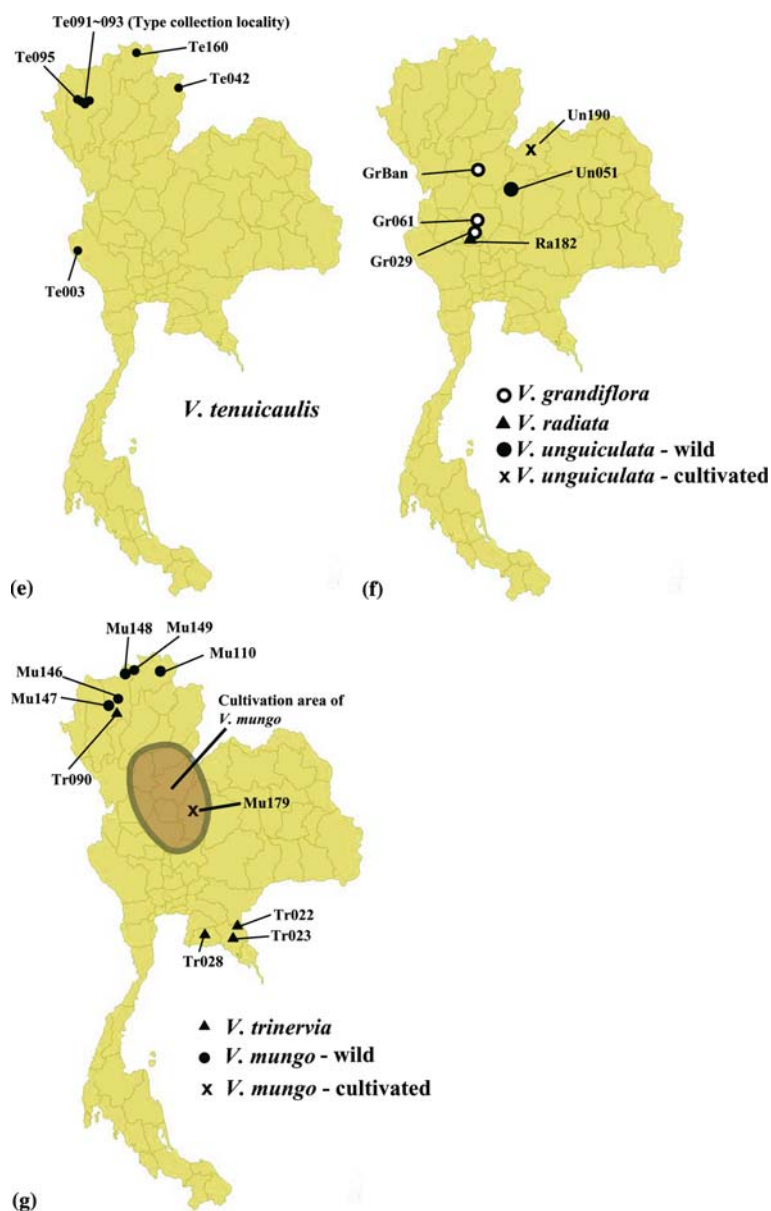 Te091~093 (Type collection locality)
Te160
Te095
Te042
Te003
V. tenuicaulis
(e)
Un190
GrBan
Un051
Gr061
Ra182
Gr029
V. grandiflora
V. radiata
V. unguiculata - wild
x V. unguiculata - cultivated
(f)
Mu148
Mu149
Mu110
Mu146
Mu147
Cultivation area of
V. mungo
Tr090
x Mu179
Tr022
Tr023
Tr028
V. trinervia
V. mungo - wild
x V. mungo - cultivated
(g)